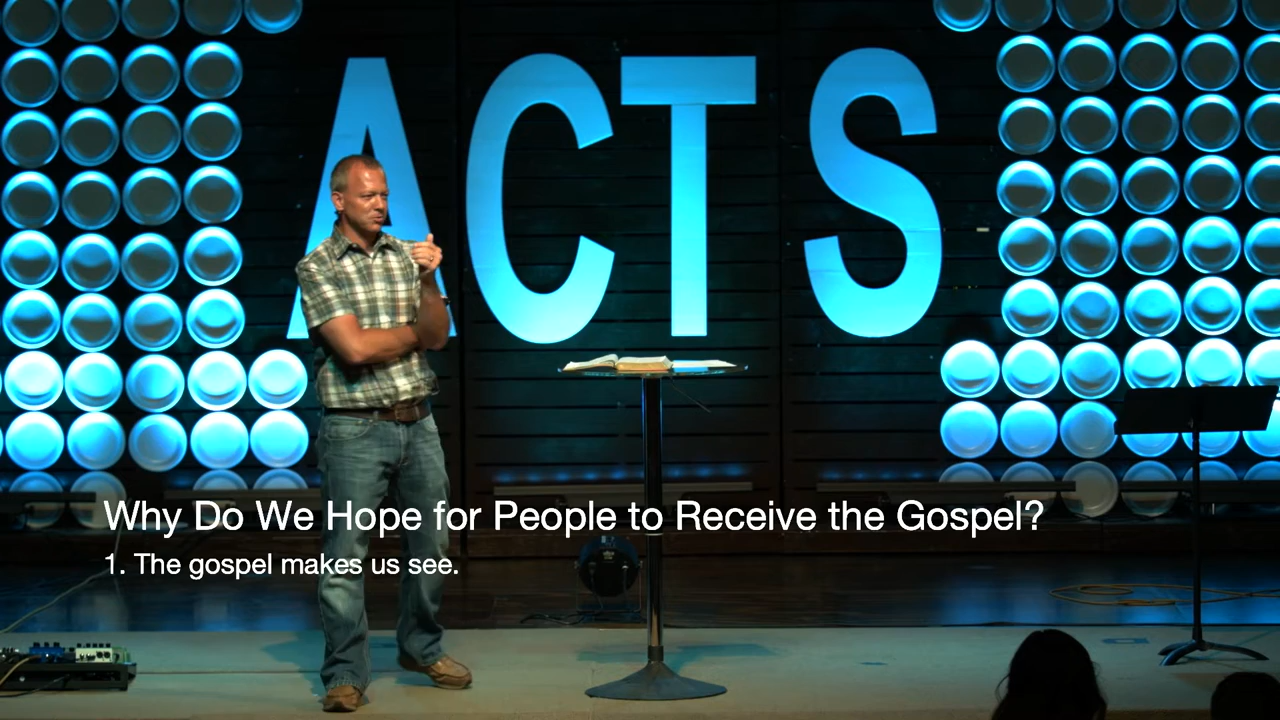 ACTS
Why Do We Hope for People to Receive the Gospel?
1. The gospel makes us see.